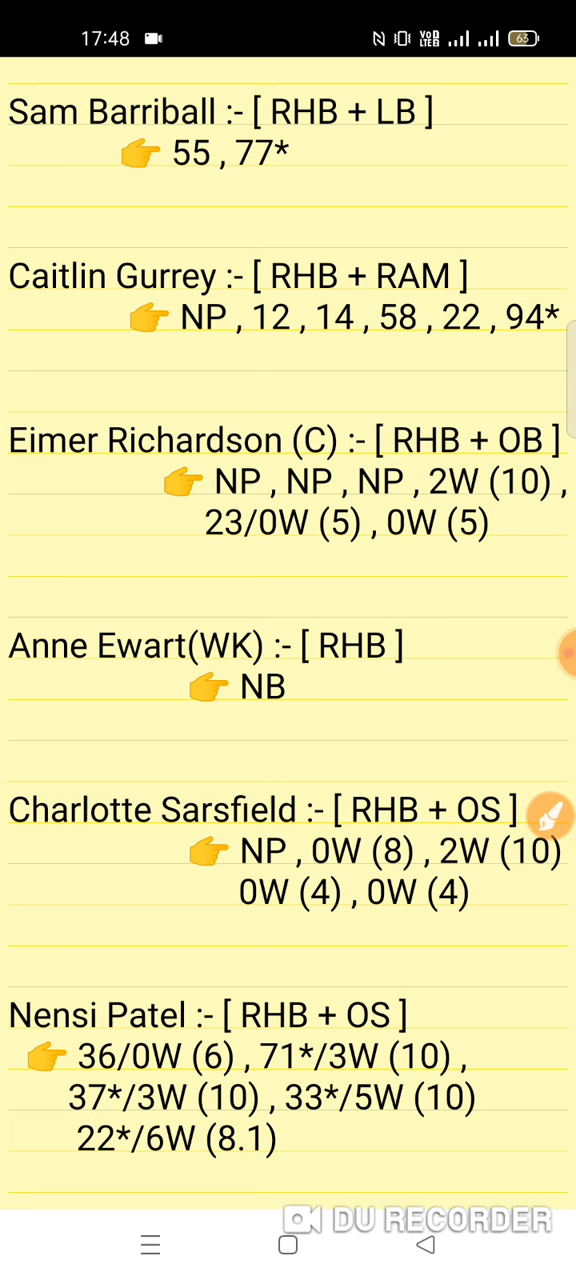 17:48
VoD LTE 63
Sam Barriball :- [ RHB + LB ]
👉 55 , 77*
Caitlin Gurrey :- [ RHB + RAM ]
👉 NP , 12 , 14 , 58 , 22 , 94*
Eimer Richardson (C) :- [ RHB + OB ]
👉 NP , NP , NP , 2W (10) ,
23/0W (5) , 0W (5)
Anne Ewart(WK) :- [ RHB ]
👉 NB
Charlotte Sarsfield :- [ RHB + OS ]
👉 NP , 0W (8) , 2W (10)
0W (4) , 0W (4)
Nensi Patel :- [ RHB + OS ]
👉 36/0W (6) , 71*/3W (10) ,
37*/3W (10) , 33*/5W (10)
22*/6W (8.1)
DU RECORDER